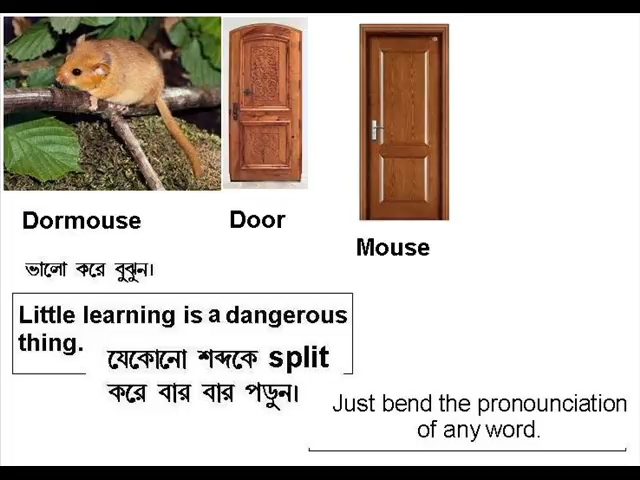 Dormouse
Door
Mouse
ভালো করে বুঝুন।
Little learning is a dangerous
thing.
যেকোনো শব্দকে split
করে বার বার পড়ুন।
Just bend the pronounciation
of any word.